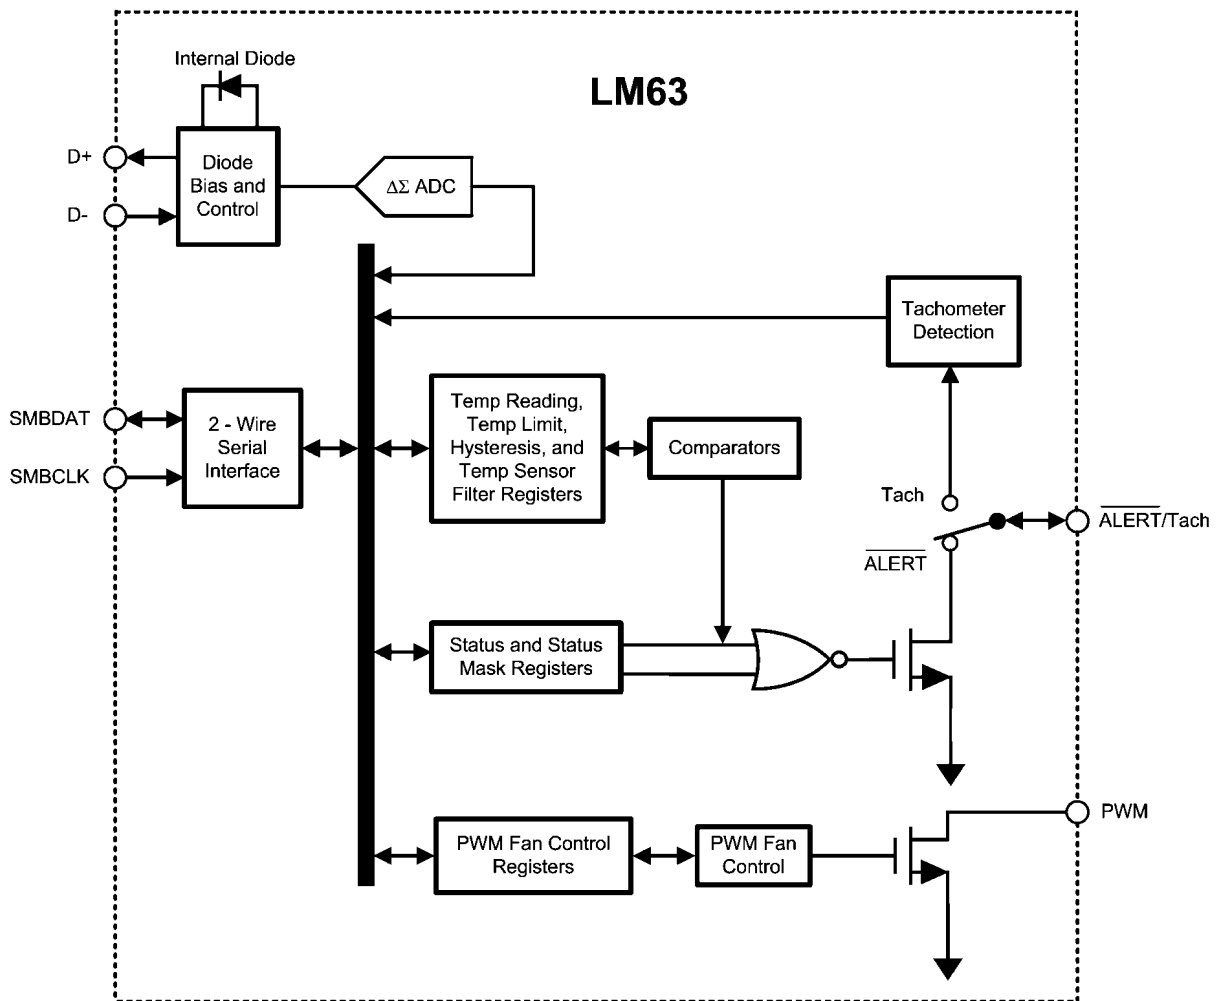 Internal Diode
LM63
D+
D-
Diode
Bias and
Control
ΔΣ ADC
Tachometer
Detection
SMBDAT
SMBCLK
2 - Wire
Serial
Interface
Temp Reading,
Temp Limit,
Hysteresis, and
Temp Sensor
Filter Registers
Comparators
Tach
ALERT
ALERT/Tach
Status and Status
Mask Registers
PWM Fan Control
Registers
PWM Fan
Control
PWM